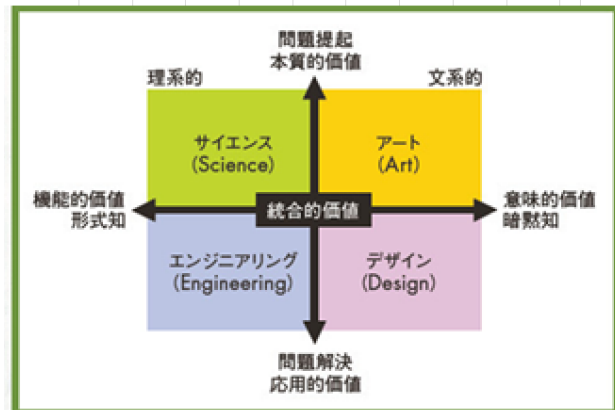 問題提起
本質的価値
理系的
文系的
サイエンス
(Science)
アート
(Art)
機能的価値
形式知
統合的価値
意味的価値
暗黙知
エンジニアリング
(Engineering)
デザイン
(Design)
問題解決
応用的価値